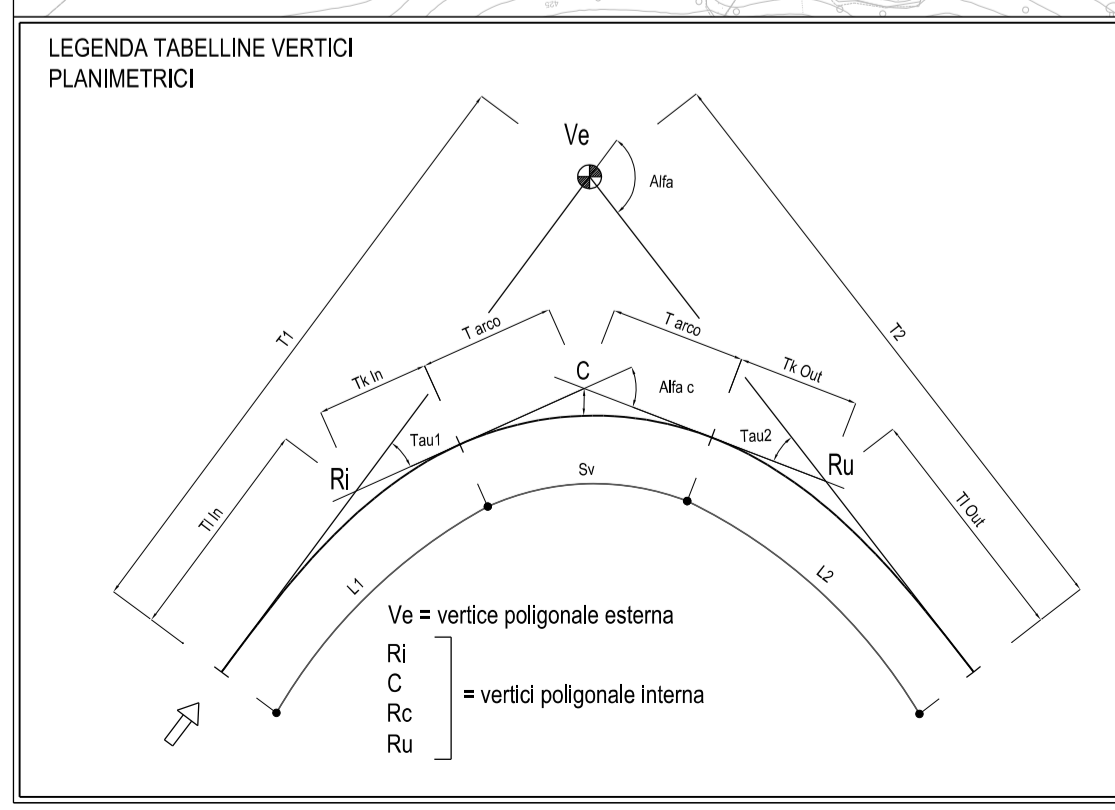 425
LEGENDA TABELLINE VERTICI
PLANIMETRICI
Ve
Alfa
T1
T2
T arco
T arco
Tk In
Tk Out
C
Alfa c
Tau1
Tau2
Ri
Ru
Sv
Tl In
Tl Out
L1
L2
Ve = vertice poligonale esterna
Ri
C
= vertici poligonale interna
Rc
Ru